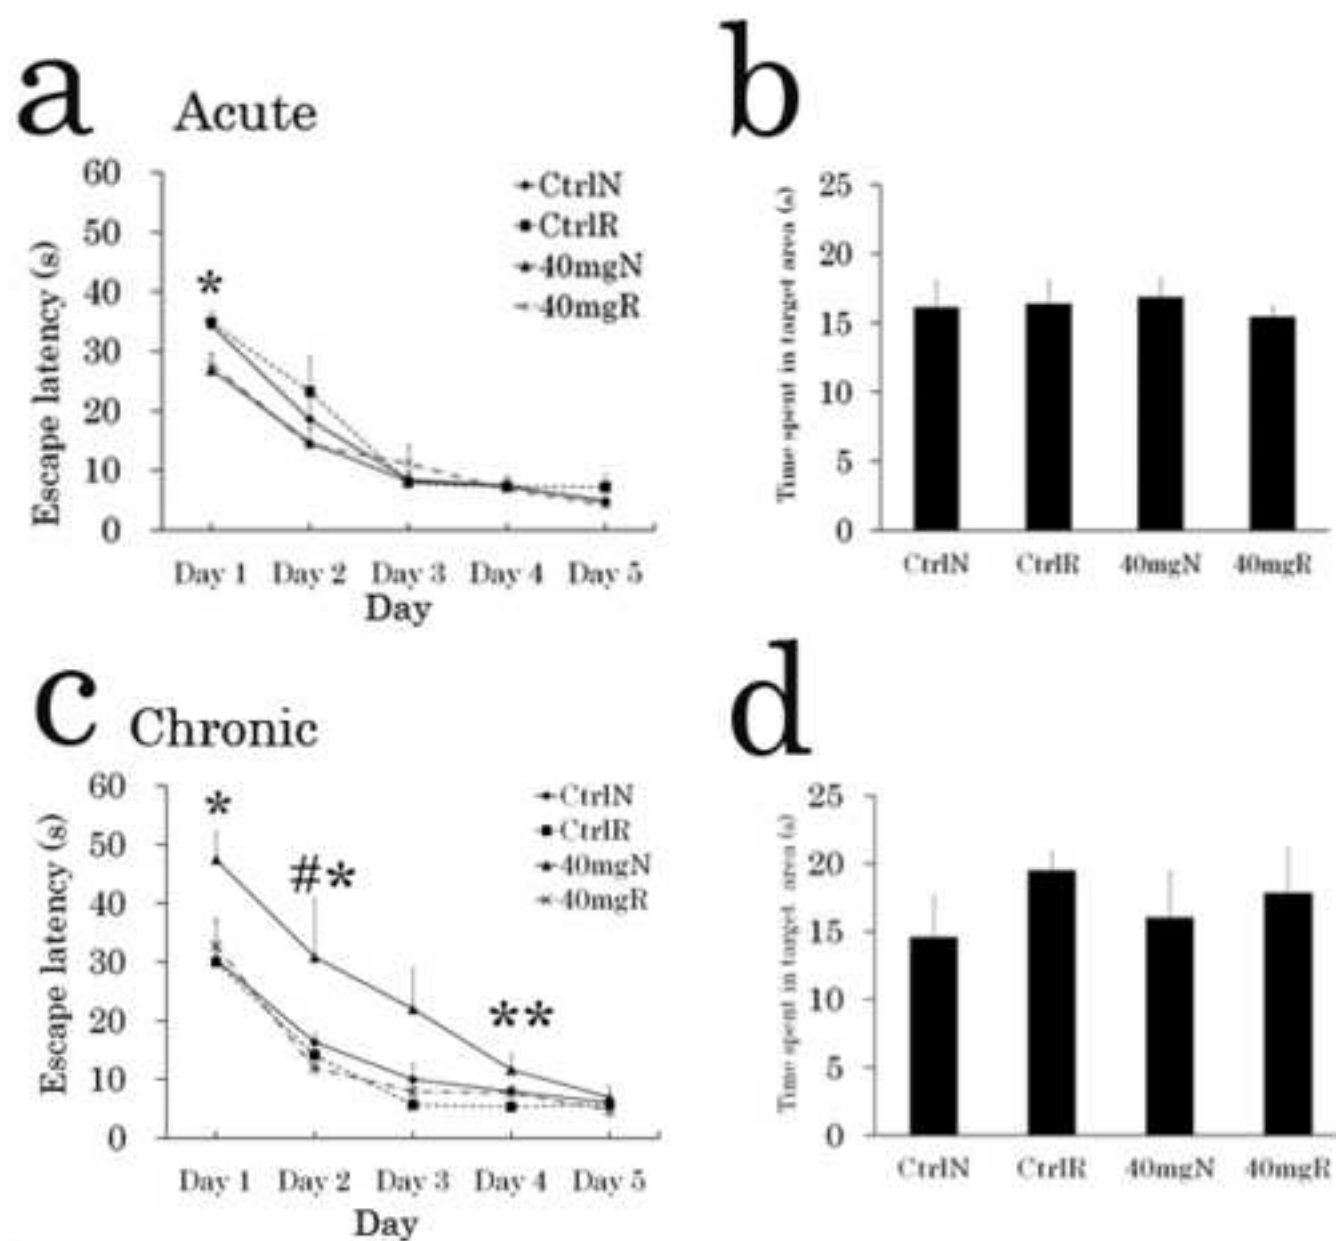 a Acute
60
50
40
30
20
10
0
Escape latency (s)
*
CtrlN
CtrlR
40mgN
40mgR
Day 1 Day 2 Day 3 Day 4 Day 5
Day
b
25
20
15
10
5
0
Time spent in target area (s)
CtrlN CtrlR 40mgN 40mgR
c Chronic
60
50
40
30
20
10
0
Escape latency (s)
*
#*
**
CtrlN
CtrlR
40mgN
40mgR
Day 1 Day 2 Day 3 Day 4 Day 5
Day
d
25
20
15
10
5
0
Time spent in target area (s)
CtrlN CtrlR 40mgN 40mgR